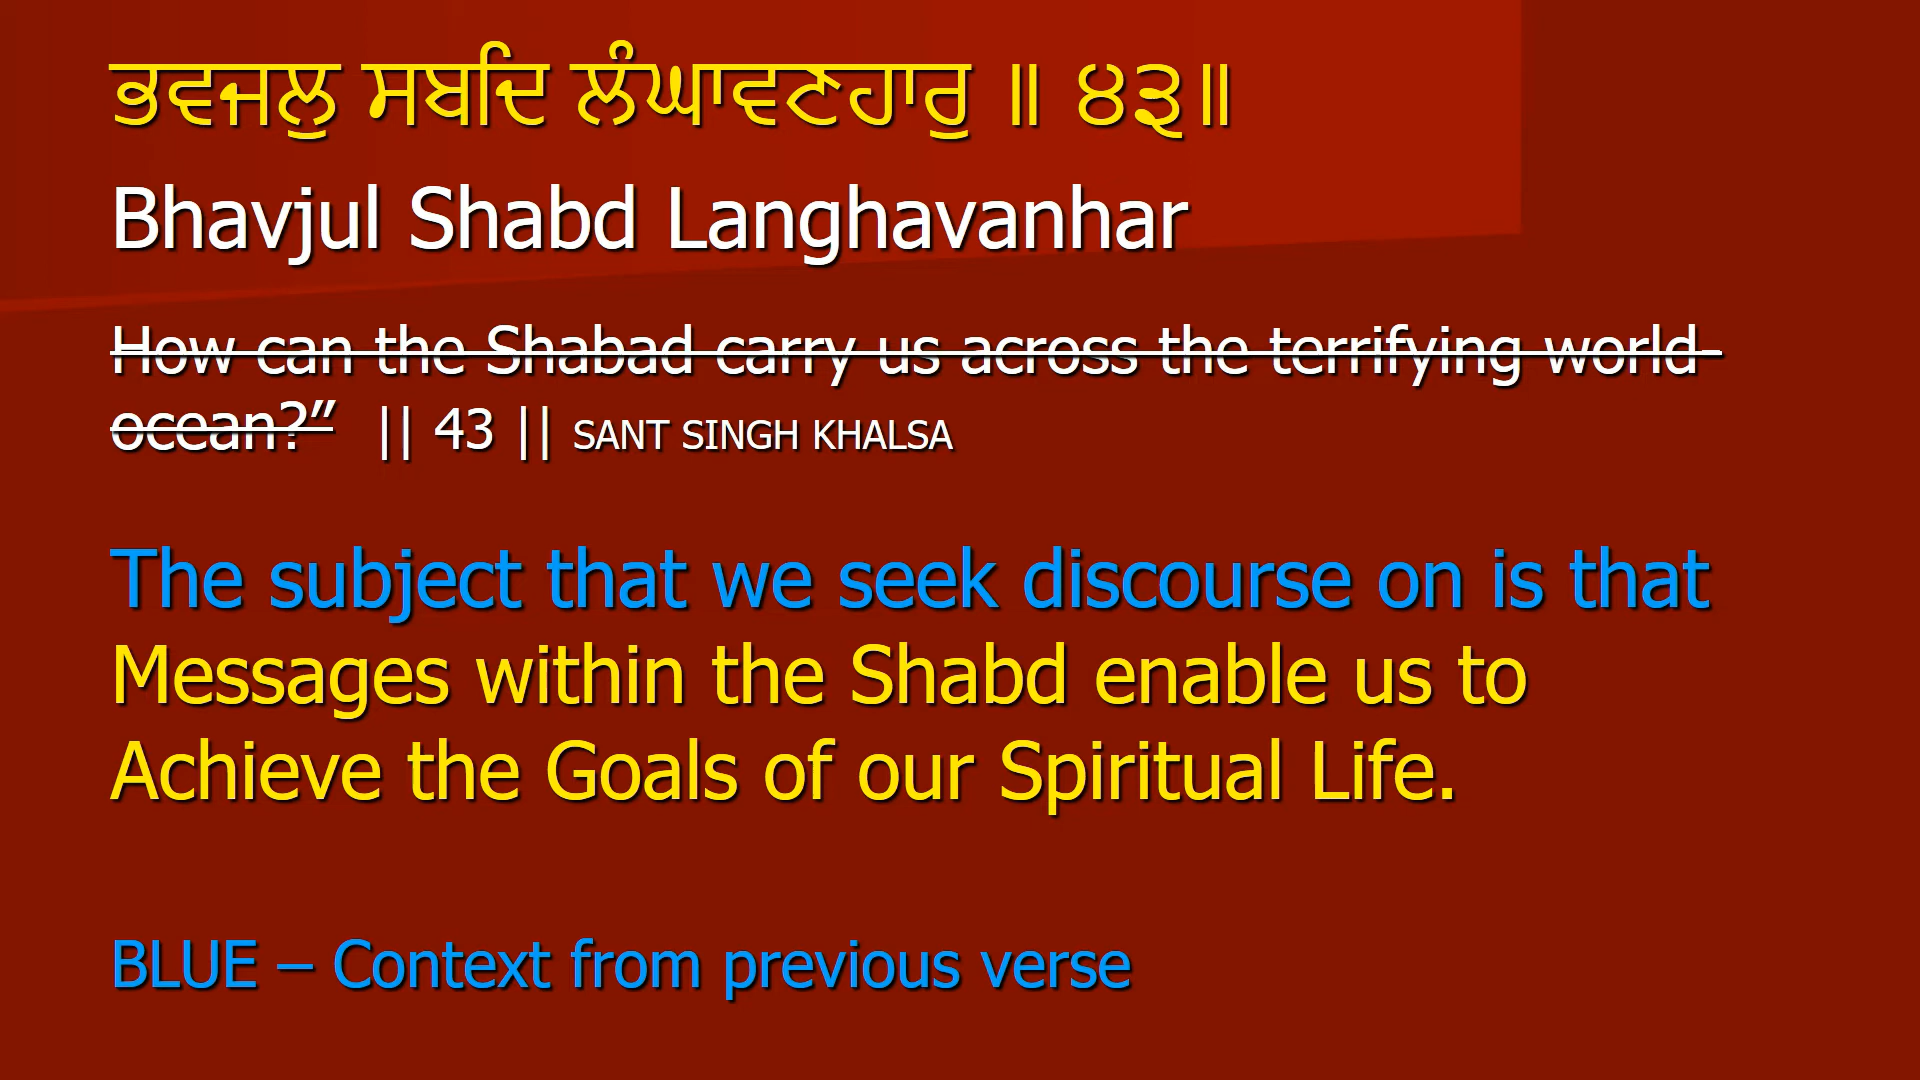 ਭਵਜਲੁ ਸਬਦਿ ਲੰਘਾਵਣਹਾਰੁ ॥ ੪੩॥
Bhavjul Shabd Langhavanhar
How can the Shabad carry us across the terrifying world-
ocean?” || 43 || SANT SINGH KHALSA
The subject that we seek discourse on is that
Messages within the Shabd enable us to
Achieve the Goals of our Spiritual Life.
BLUE – Context from previous verse